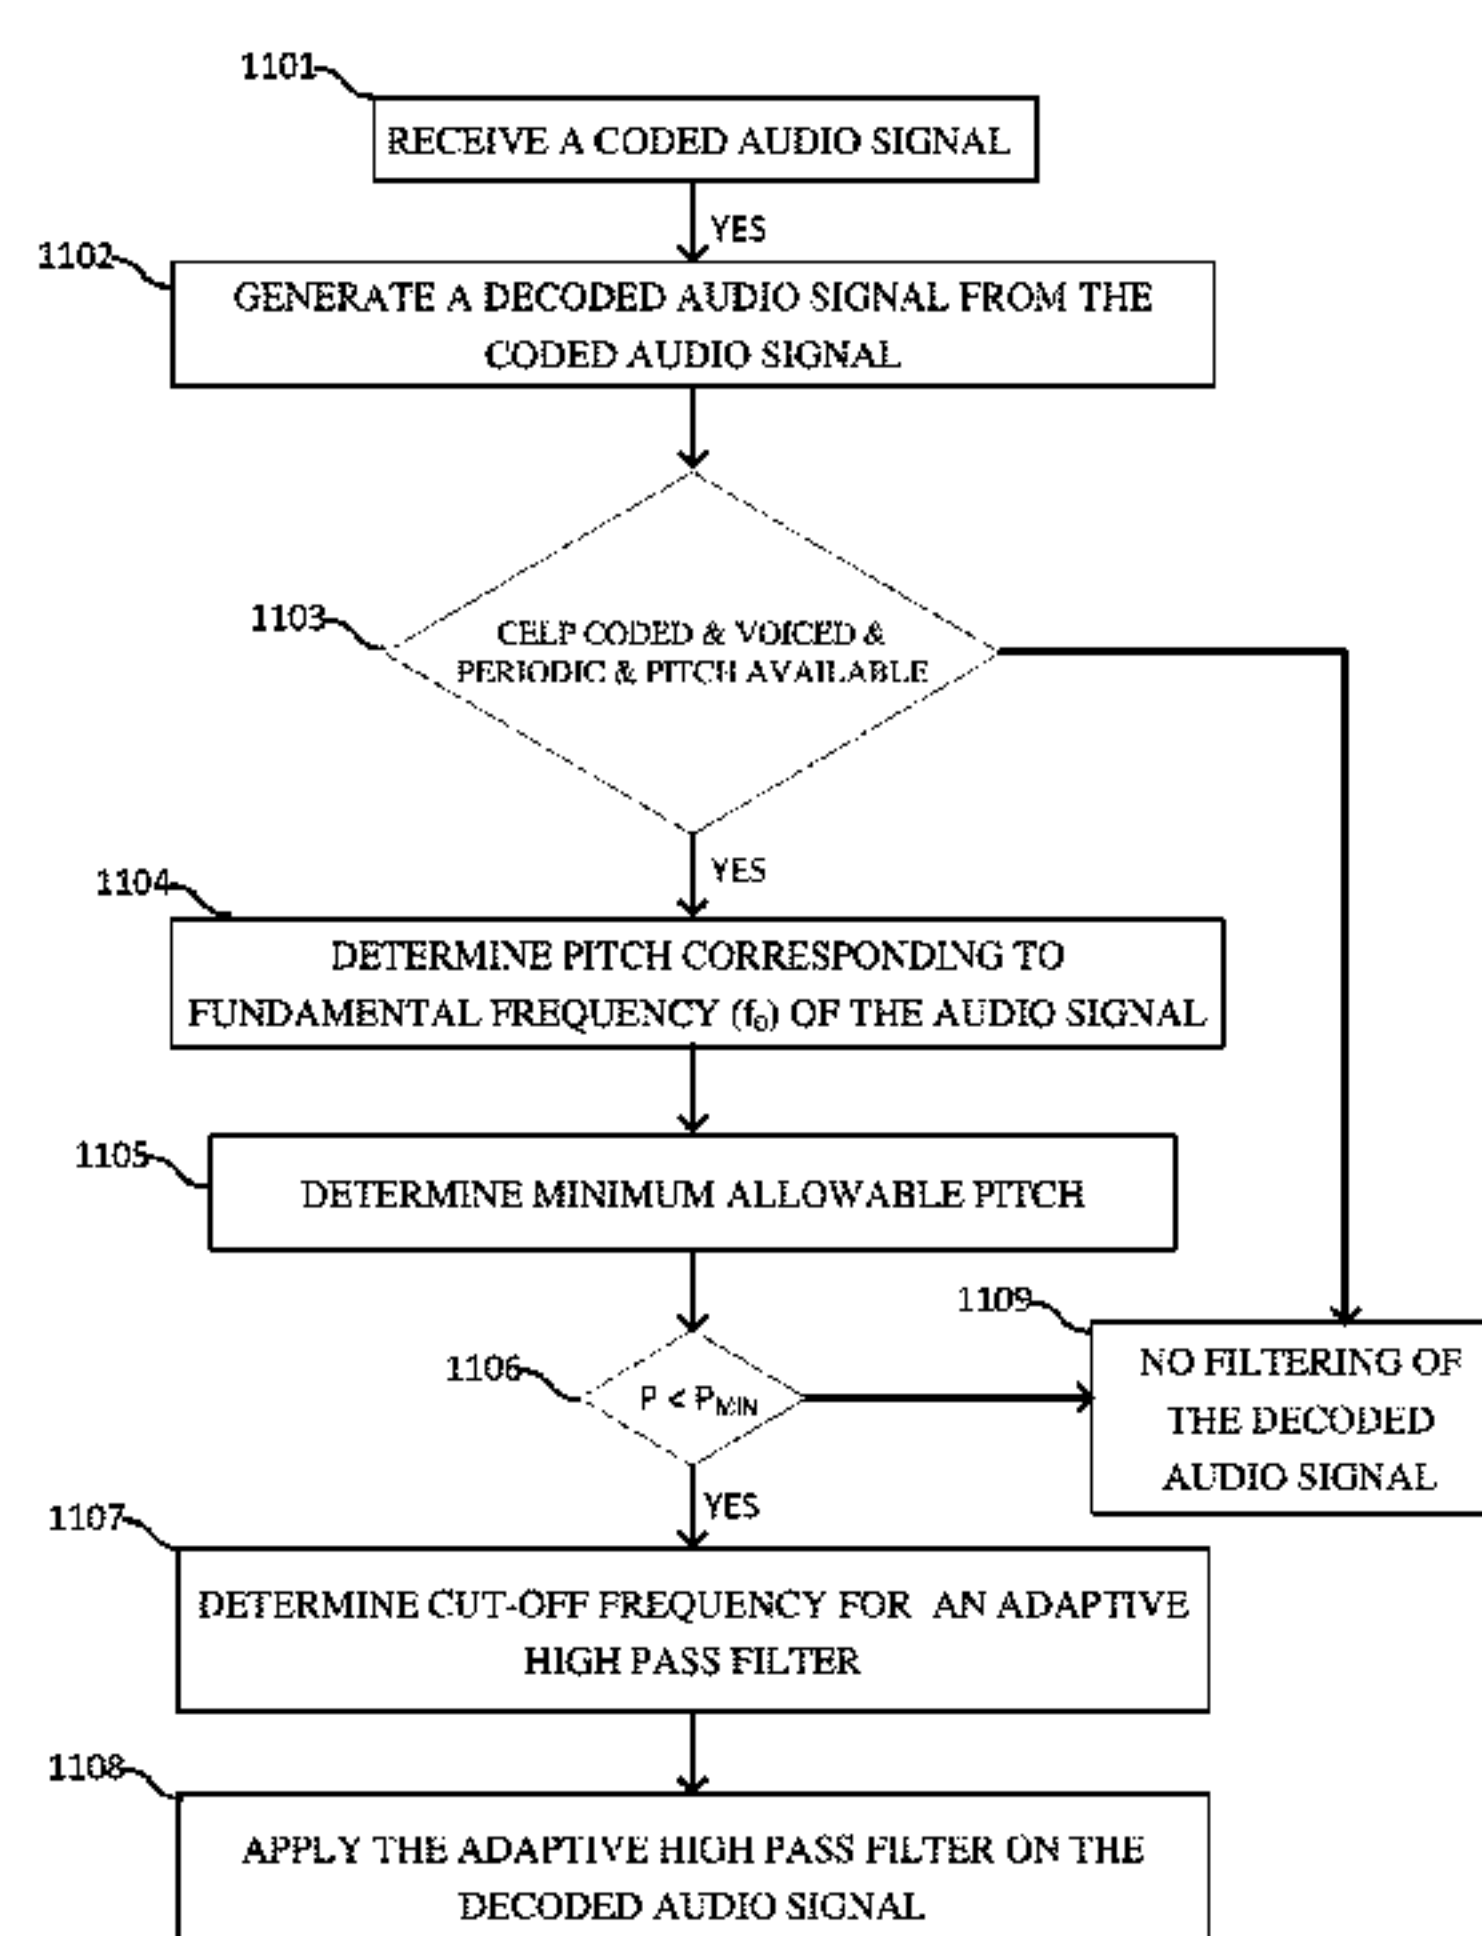 1101
RECEIVE A CODED AUDIO SIGNAL
YES
1102
GENERATE A DECODED AUDIO SIGNAL FROM THE
CODED AUDIO SIGNAL
1103
CELP CODED & VOICED &
PERIODIC & PITCH AVAILABLE
YES
1104
DETERMINE PITCH CORRESPONDING TO
FUNDAMENTAL FREQUENCY (f₀) OF THE AUDIO SIGNAL
1105
DETERMINE MINIMUM ALLOWABLE PITCH
1106
P < P_MIN
1109
NO FILTERING OF
THE DECODED
AUDIO SIGNAL
YES
1107
DETERMINE CUT-OFF FREQUENCY FOR AN ADAPTIVE
HIGH PASS FILTER
1108
APPLY THE ADAPTIVE HIGH PASS FILTER ON THE
DECODED AUDIO SIGNAL